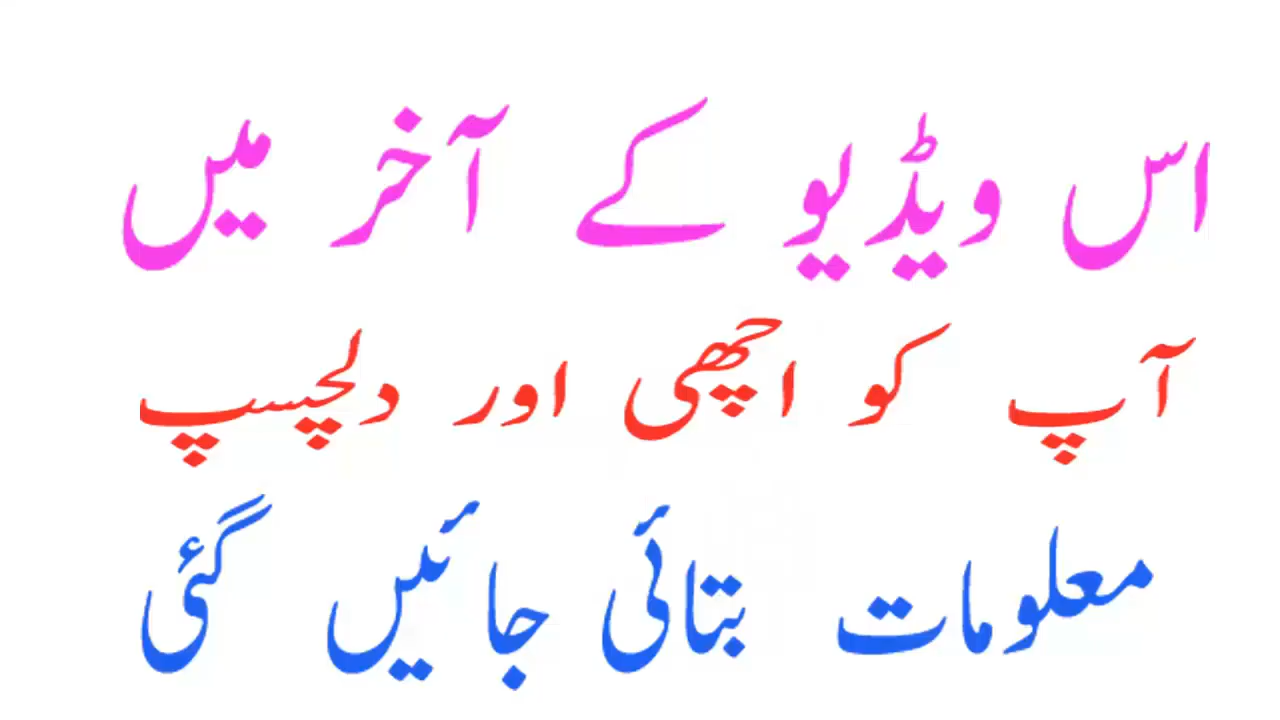 اس ویڈیو کے آخر میں
آپ کو اچھی اور دلچسپ
معلومات بتائی جائیں گئی